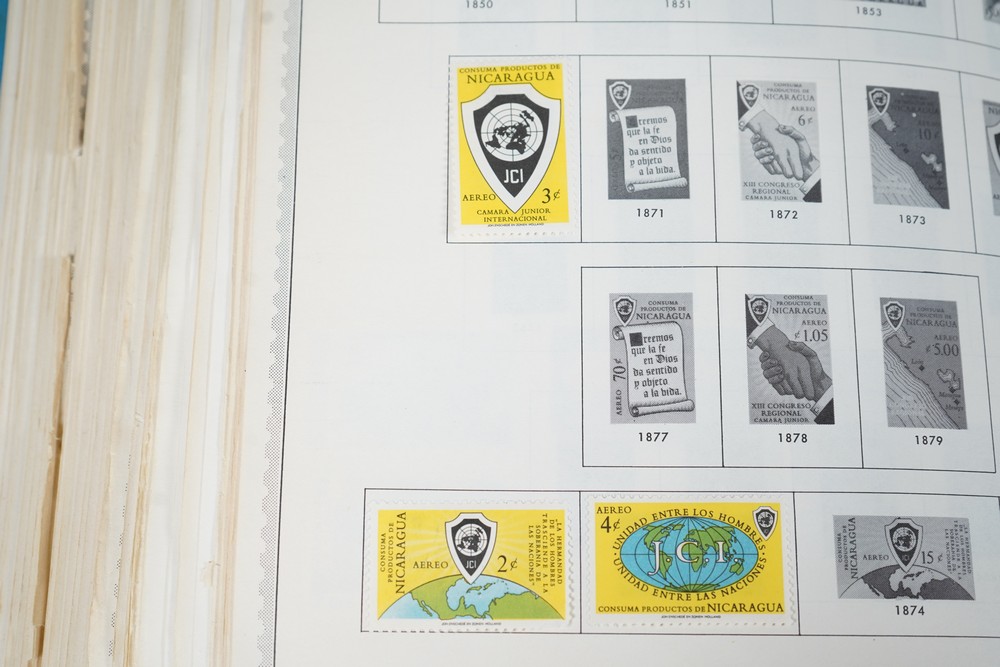 1850
1851
1853
CONSUMA PRODUCTOS DE
NICARAGUA
JCI
AEREO 3¢
CAMARA JUNIOR
INTERNACIONAL
Creemos
que la fe
en Dios
da sentido
y objeto
a la vida.
1871
CONSUMA
PRODUCTOS DE
NICARAGUA
AEREO
6¢
XIII CONGRESO
REGIONAL
CAMARA JUNIOR
1872
10¢
1873
CONSUMA
PRODUCTOS DE
NICARAGUA
Creemos
que la fe
en Dios
da sentido
y objeto
a la vida.
AEREO 70¢
1877
CONSUMA
PRODUCTOS DE
NICARAGUA
AEREO
¢1.05
XIII CONGRESO
REGIONAL
CAMARA JUNIOR
1878
CONSUMA
PRODUCTOS DE
NICARAGUA
AEREO
¢5.00
1879
CONSUMA
PRODUCTOS DE
NICARAGUA
AEREO
JCI
2¢
"LA HERMANDAD
DE LOS HOMBRES
TRASCIENDE A LA
SOBERANIA DE
LAS NACIONES"
AEREO
4¢
UNIDAD ENTRE LOS HOMBRES
J.C.I.
UNIDAD ENTRE LAS NACIONES
CONSUMA PRODUCTOS DE NICARAGUA
CONSUMA
PRODUCTOS DE
NICARAGUA
AEREO
JCI
15¢
1874